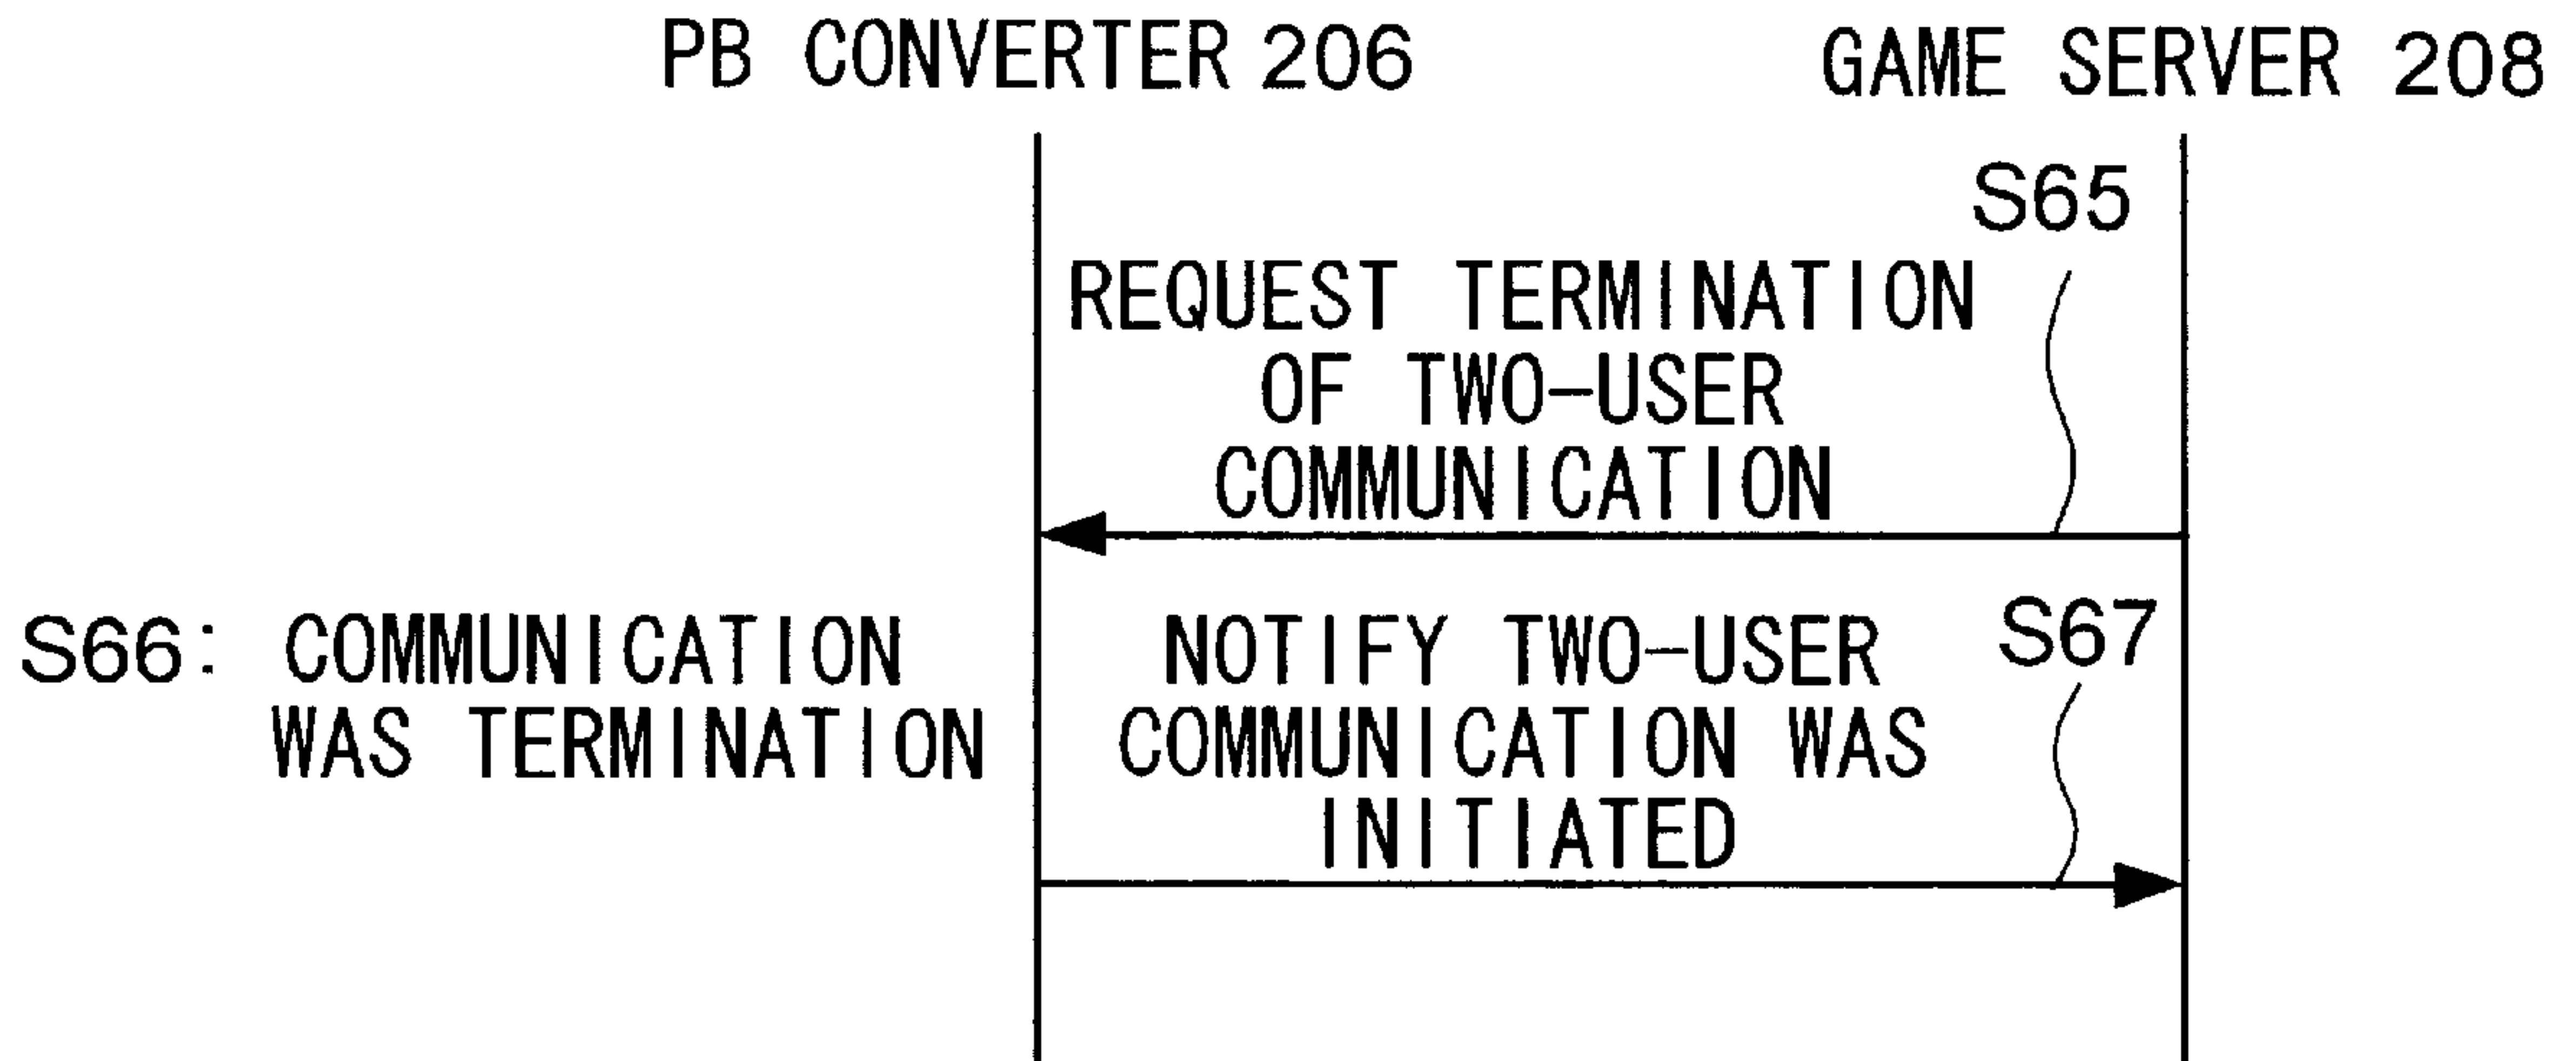 PB CONVERTER 206
GAME SERVER 208
S65
REQUEST TERMINATION
OF TWO-USER
COMMUNICATION
S66: COMMUNICATION
WAS TERMINATION
NOTIFY TWO-USER
COMMUNICATION WAS
INITIATED
S67